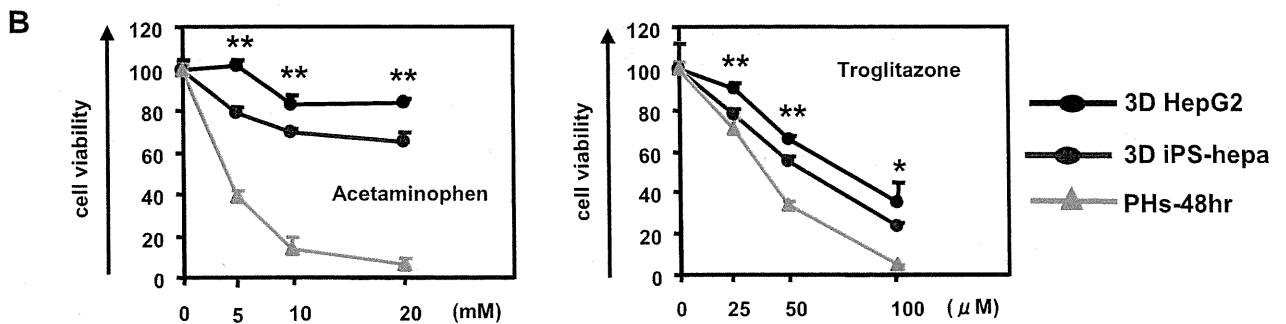 B
cell viability
120
100
80
60
40
20
0
** ** **
Acetaminophen
0 5 10 20 (mM)
cell viability
120
100
80
60
40
20
0
** ** *
Troglitazone
0 25 50 100 (μM)
3D HepG2
3D iPS-hepa
PHs-48hr